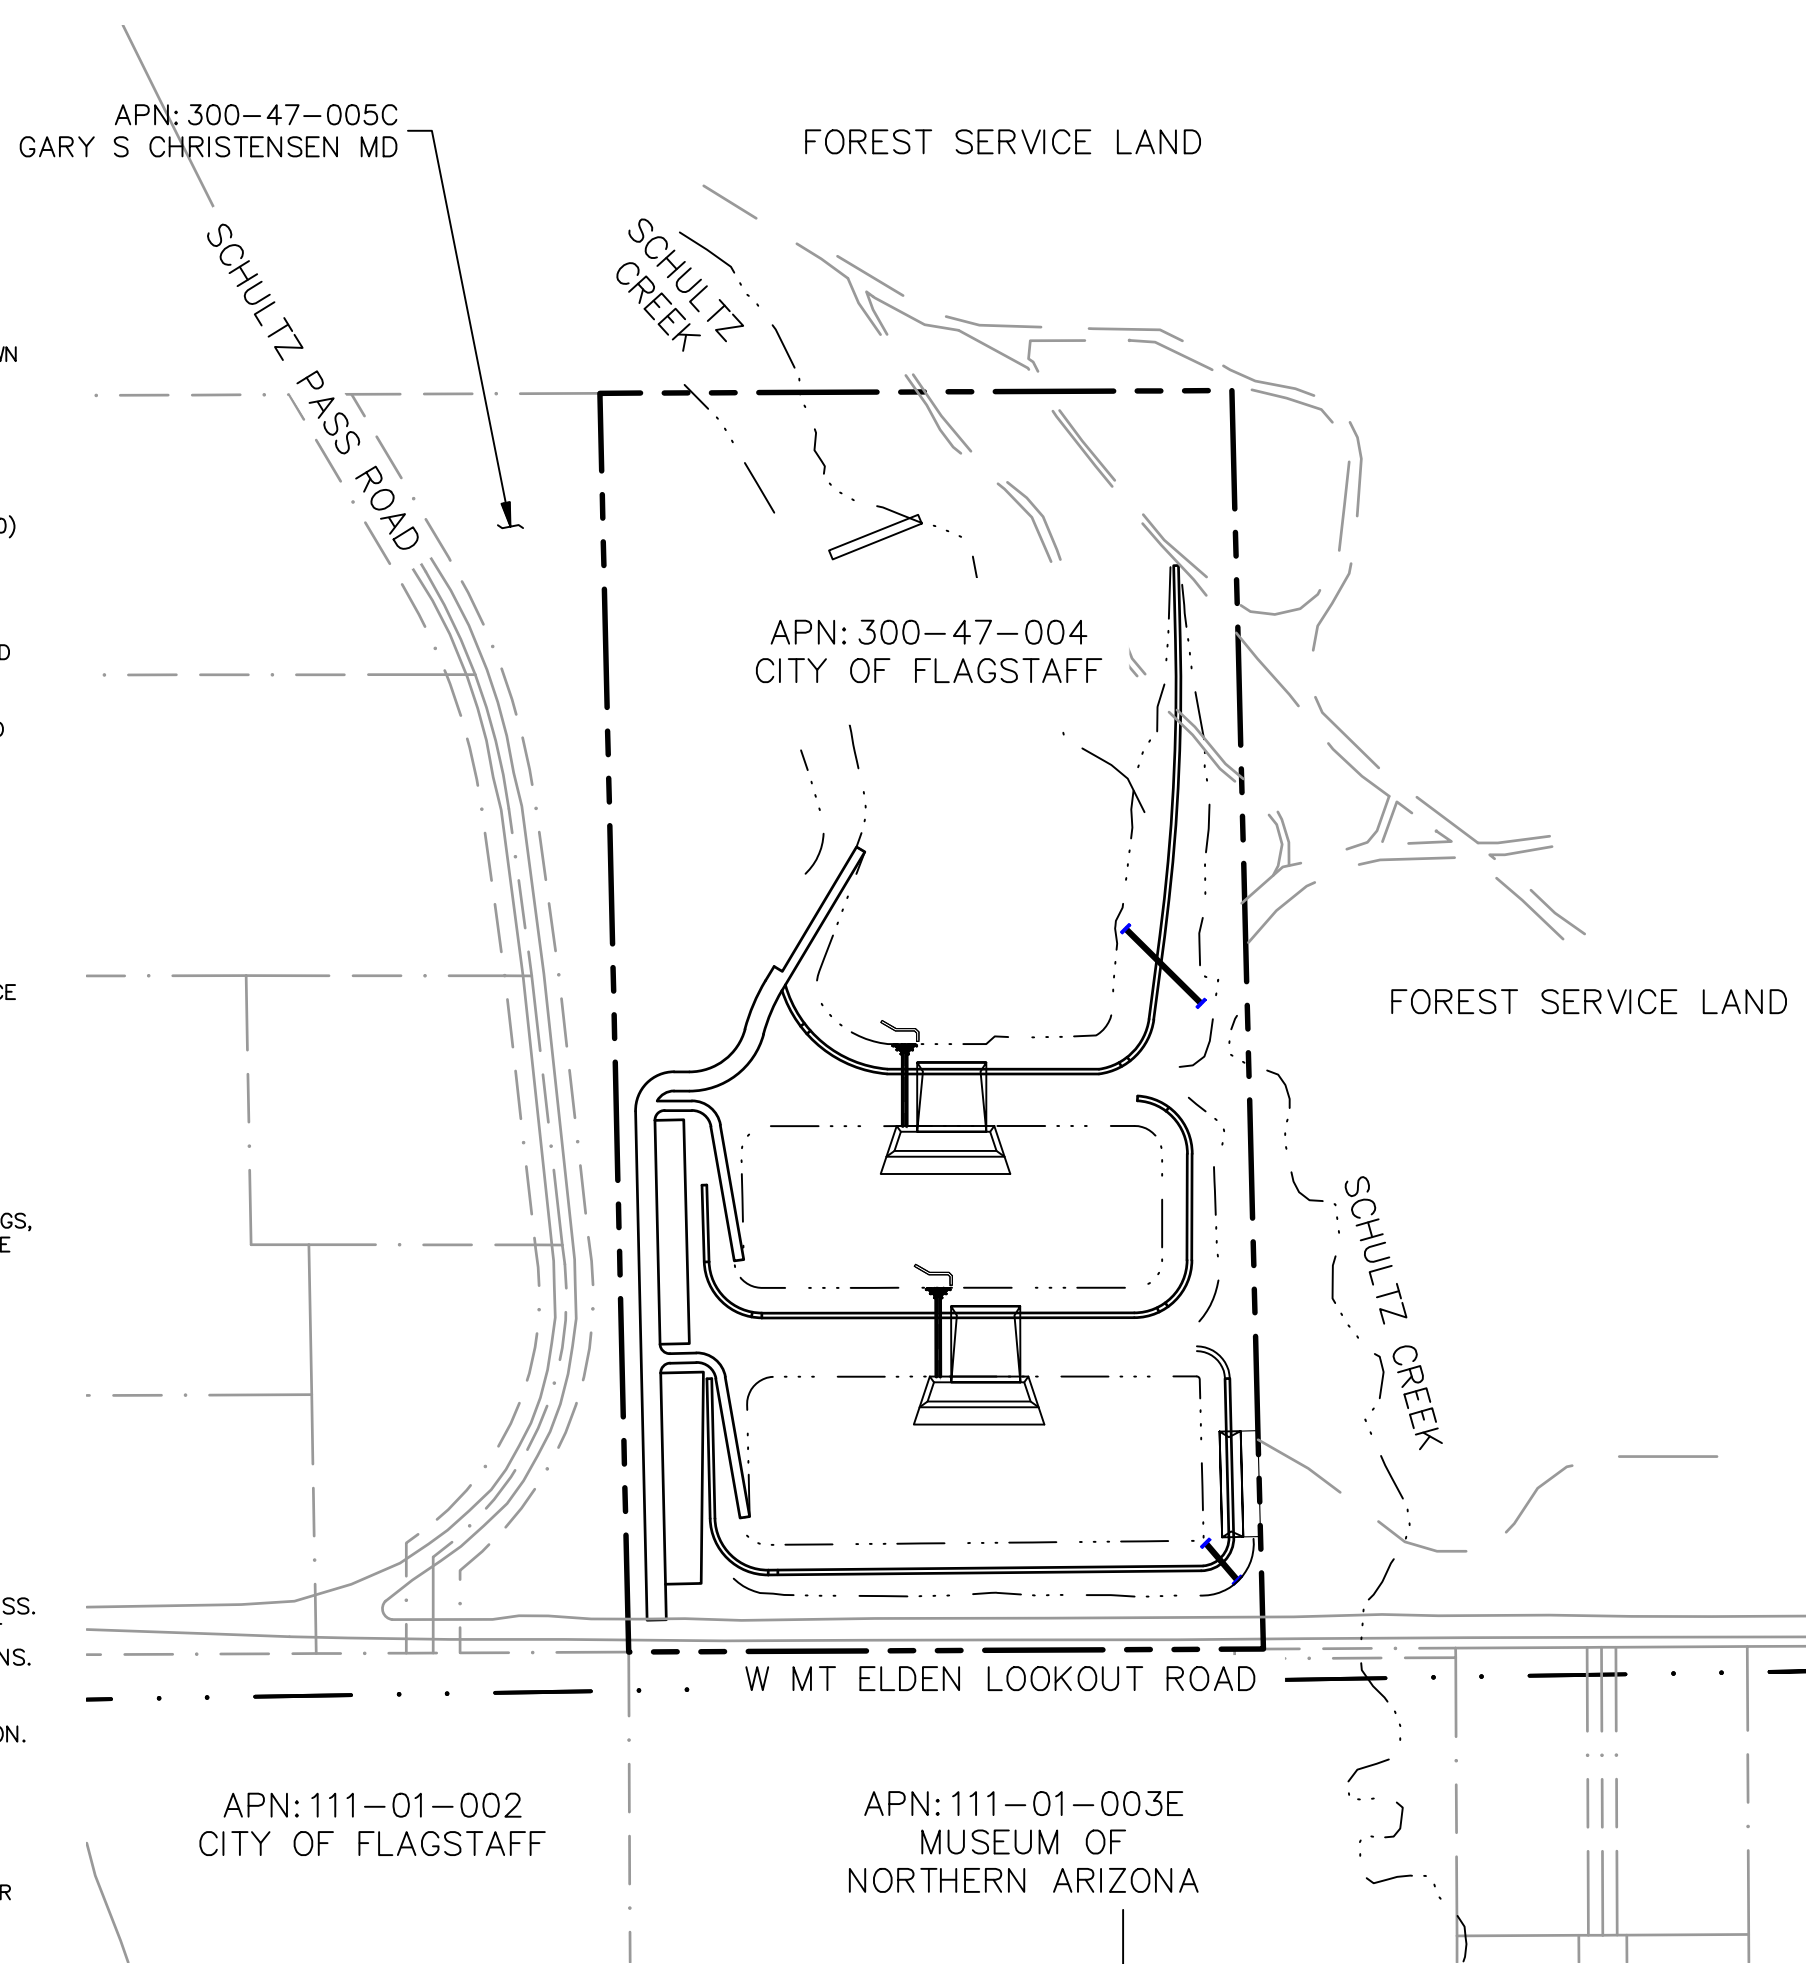 APN: 300-47-005C
GARY S CHRISTENSEN MD
FOREST SERVICE LAND
SCHULTZ
CREEK
SCHULTZ PASS ROAD
APN: 300-47-004
CITY OF FLAGSTAFF
FOREST SERVICE LAND
SCHULTZ CREEK
W MT ELDEN LOOKOUT ROAD
APN: 111-01-002
CITY OF FLAGSTAFF
APN: 111-01-003E
MUSEUM OF
NORTHERN ARIZONA